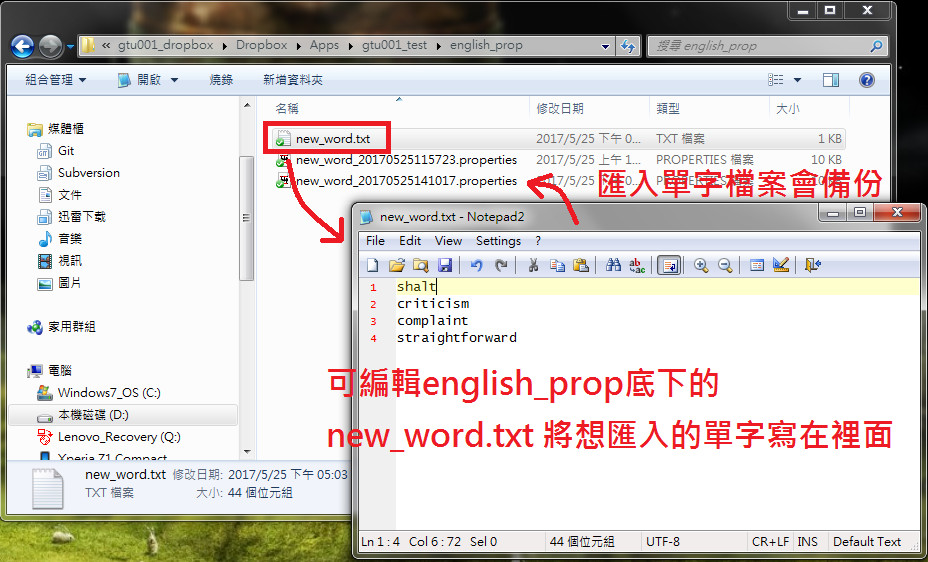 « gtu001_dropbox ▸ Dropbox ▸ Apps ▸ gtu001_test ▸ english_prop
搜尋 english_prop
組合管理 開啟 燒錄 新增資料夾
名稱 修改日期 類型 大小
new_word.txt 2017/5/25 下午 0... TXT 檔案 1 KB
new_word_20170525115723.properties 2017/5/25 上午 1... PROPERTIES 檔案 10 KB
new_word_20170525141017.properties 2017/5/25 下午 0... PROPERTIES 檔案 10 KB
匯入單字檔案會備份
媒體櫃
Git
Subversion
文件
迅雷下載
音樂
視訊
圖片
家用群組
電腦
Windows7_OS (C:)
本機磁碟 (D:)
Lenovo_Recovery (Q:)
Xperia Z1 Compact
new_word.txt 修改日期: 2017/5/25 下午 05:03
TXT 檔案 大小: 44 個位元組
new_word.txt - Notepad2
File Edit View Settings ?
1 shalt
2 criticism
3 complaint
4 straightforward
可編輯english_prop底下的
new_word.txt 將想匯入的單字寫在裡面
Ln 1 : 4 Col 6 : 72 Sel 0 44 個位元組 UTF-8 CR+LF INS Default Text